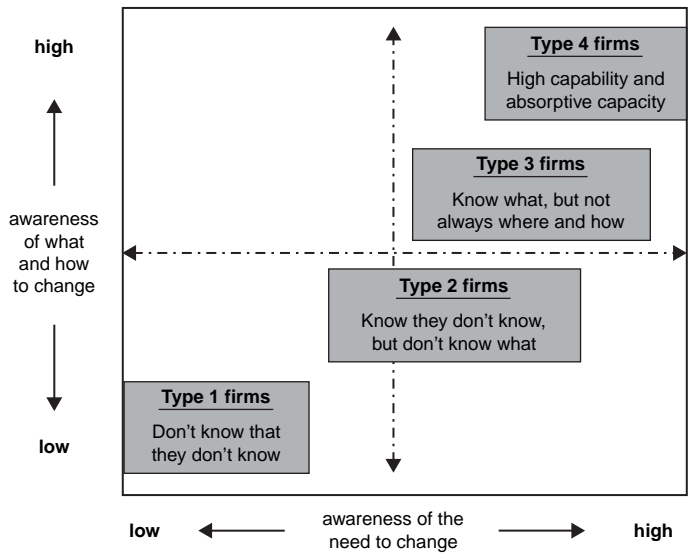 high
Type 4 firms
High capability and
absorptive capacity
Type 3 firms
Know what, but not
always where and how
awareness
of what
and how
to change
Type 2 firms
Know they don't know,
but don't know what
Type 1 firms
Don't know that
they don't know
low
low
awareness of the
need to change
high